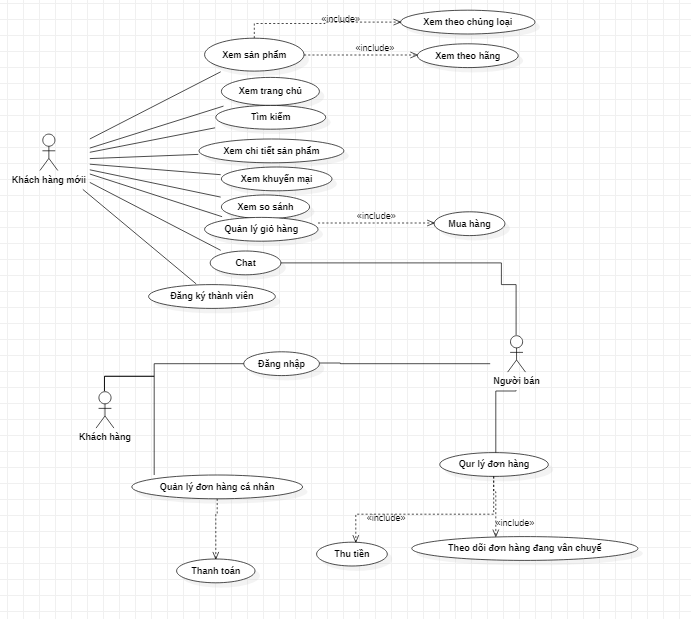 «include»
Xem theo chủng loại
Xem sản phẩm
«include»
Xem theo hãng
Xem trang chủ
Tìm kiếm
Xem chi tiết sản phẩm
Khách hàng mớii
Xem khuyến mại
Xem so sánh
Quản lý giỏ hàng
«include»
Mua hàng
Chat
Đăng ký thành viên
Đăng nhập
Người bán
Khách hàng
Qur lý đơn hàng
Quản lý đơn hàng cá nhân
«include»
«include»
Thu tiền
Theo dõi đơn hàng đang vân chuyế
Thanh toán